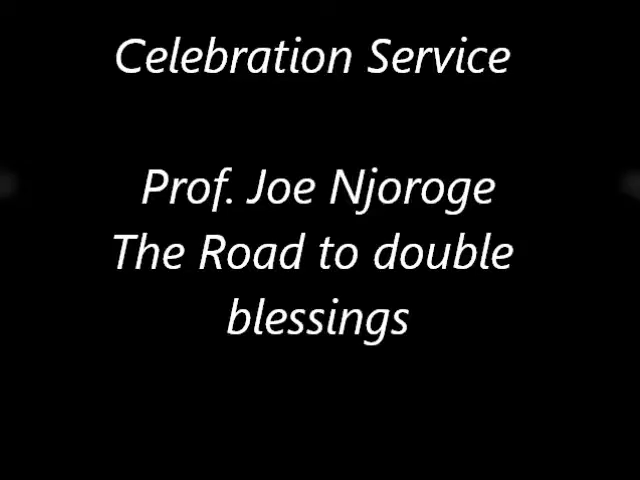 Celebration Service
Prof. Joe Njoroge
The Road to double
blessings